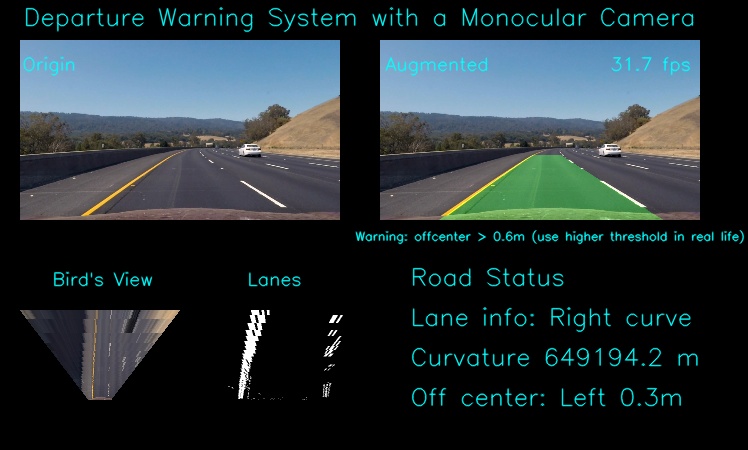 Departure Warning System with a Monocular Camera
Origin
Augmented 31.7 fps
Warning: offcenter > 0.6m (use higher threshold in real life)
Bird's View
Lanes
Road Status
Lane info: Right curve
Curvature 649194.2 m
Off center: Left 0.3m